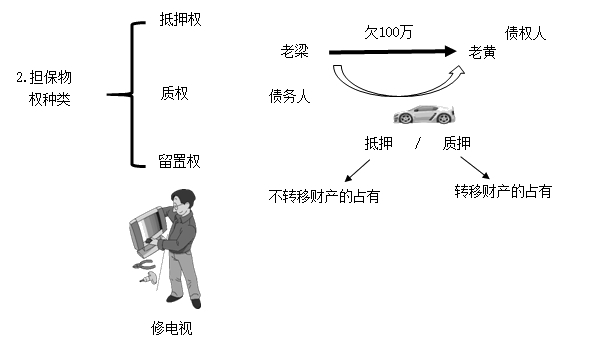 2.担保物
权种类
抵押权
质权
留置权
修电视
欠100万
债权人
老梁
老黄
债务人
抵押 / 质押
不转移财产的占有
转移财产的占有